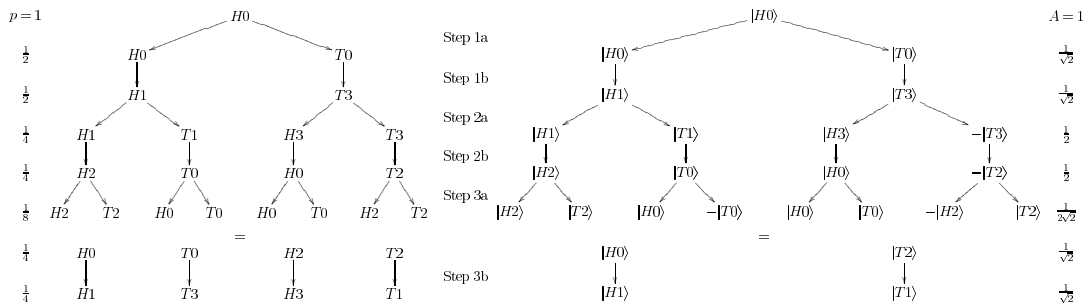 p = 1 H0 |H0⟩ A = 1
Step 1a
1/2 H0 T0 |H0⟩ |T0⟩ 1/√2
Step 1b
1/2 H1 T3 |H1⟩ |T3⟩ 1/√2
Step 2a
1/4 H1 T1 H3 T3 |H1⟩ |T1⟩ |H3⟩ −|T3⟩ 1/2
Step 2b
1/4 H2 T0 H0 T2 |H2⟩ |T0⟩ |H0⟩ −|T2⟩ 1/2
Step 3a
1/8 H2 T2 H0 T0 H0 T0 H2 T2 |H2⟩ |T2⟩ |H0⟩ −|T0⟩ |H0⟩ |T0⟩ −|H2⟩ |T2⟩ 1/2√2
= =
1/4 H0 T0 H2 T2 |H0⟩ |T2⟩ 1/√2
Step 3b
1/4 H1 T3 H3 T1 |H1⟩ |T1⟩ 1/√2